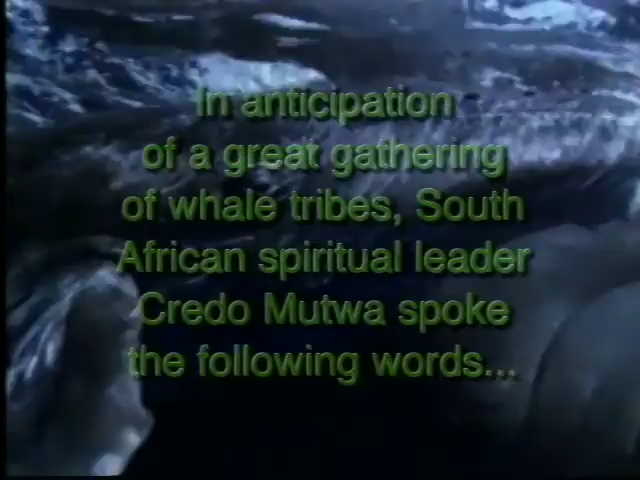 In anticipation
of a great gathering
of whale tribes, South
African spiritual leader
Credo Mutwa spoke
the following words...